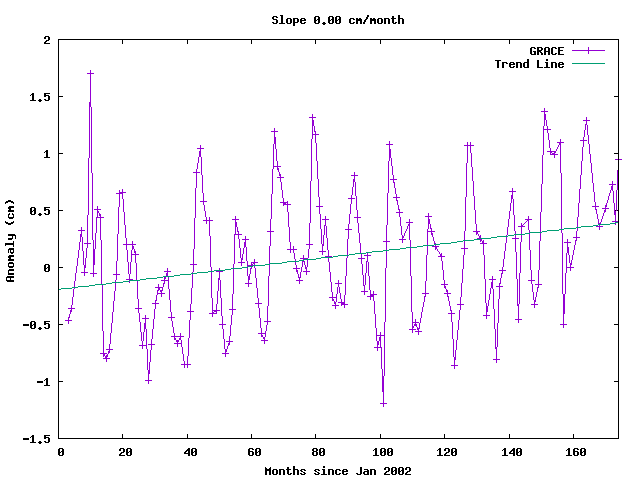 Slope 0.00 cm/month
GRACE
Trend Line
2
1.5
1
0.5
0
-0.5
-1
-1.5
Anomaly (cm)
0 20 40 60 80 100 120 140 160
Months since Jan 2002